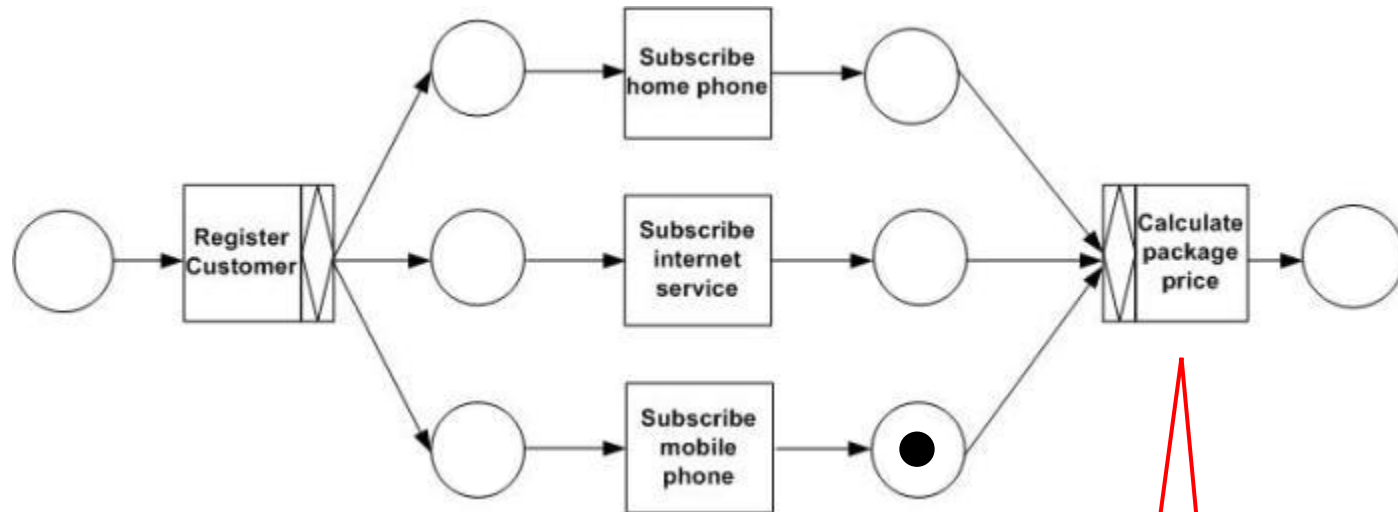 Subscribe
home phone
Register
Customer
Subscribe
internet
service
Calculate
package
price
Subscribe
mobile
phone